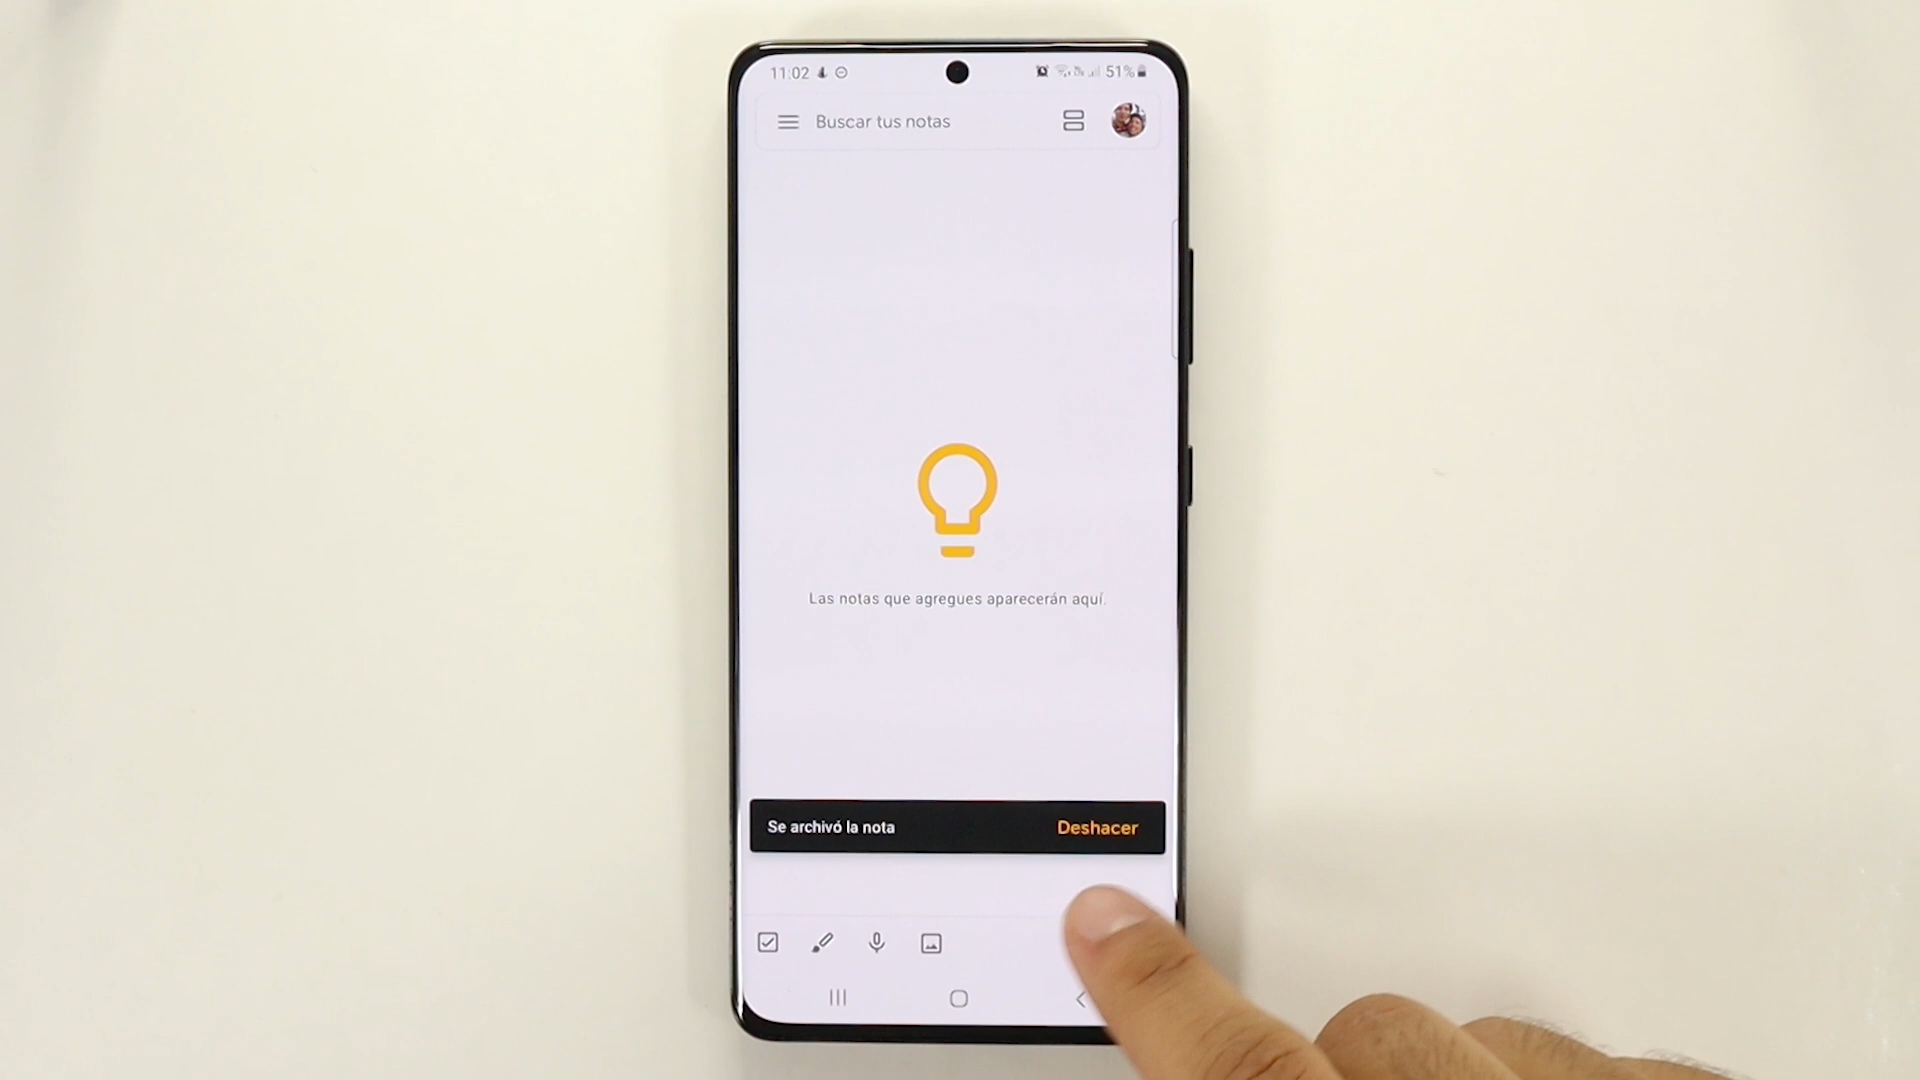 11:02
51%
Buscar tus notas
Las notas que agregues aparecerán aquí.
Se archivó la nota
Deshacer